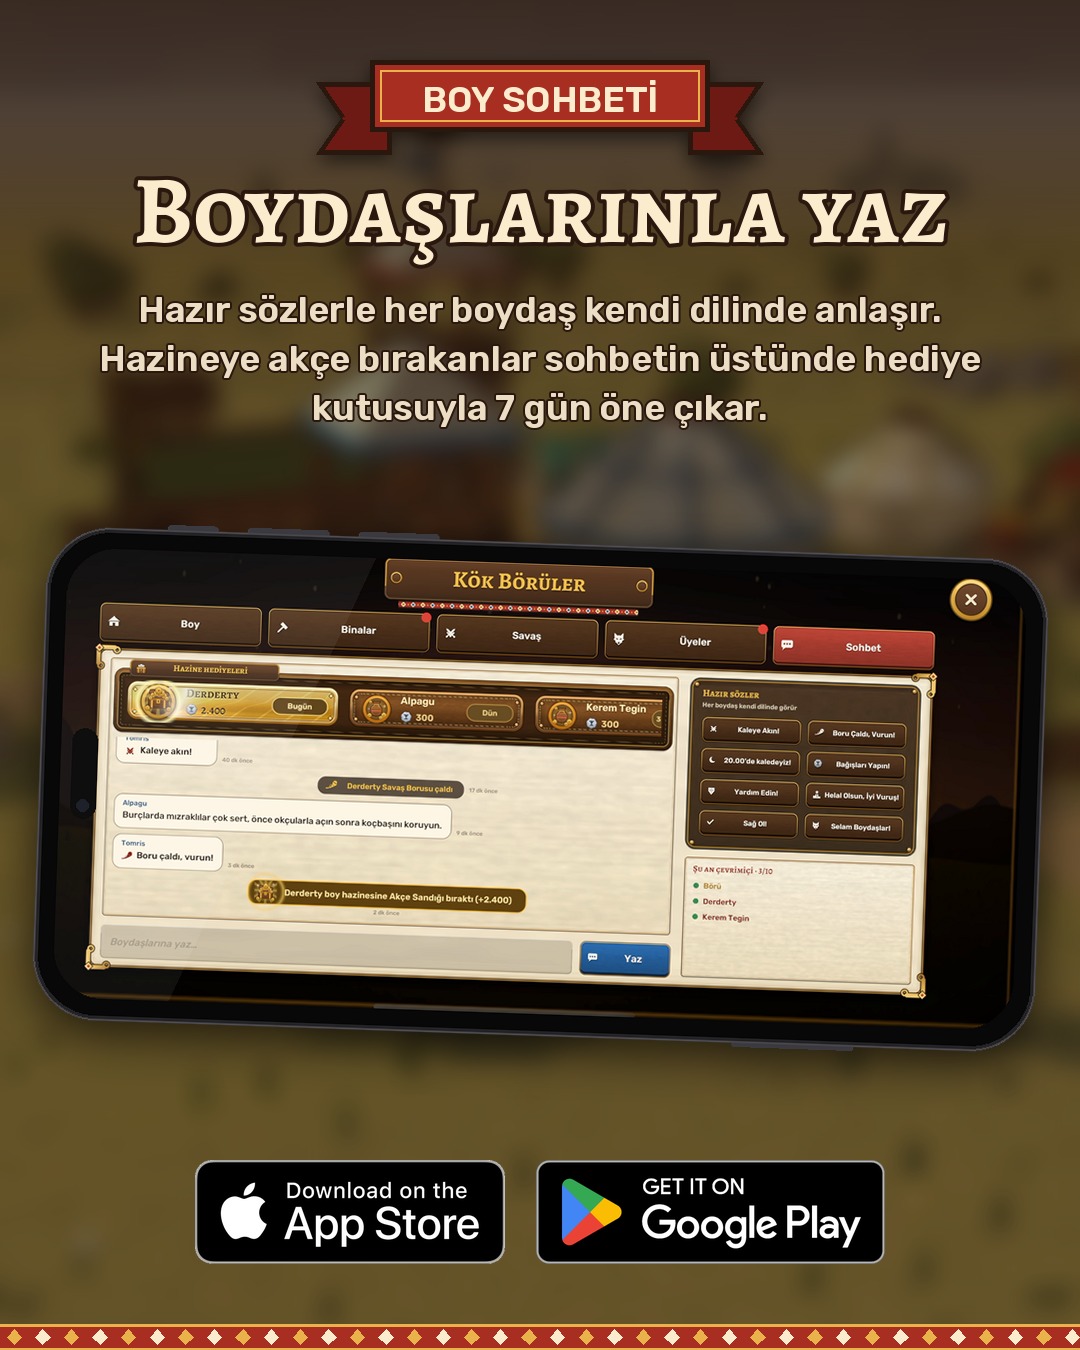 BOY SOHBETİ
BOYDAŞLARINLA YAZ
Hazır sözlerle her boydaş kendi dilinde anlaşır.
Hazineye akçe bırakanlar sohbetin üstünde hediye
kutusuyla 7 gün öne çıkar.
KÖK BÖRÜLER
Boy
Binalar
Savaş
Üyeler
Sohbet
HAZİNE HEDİYELERİ
DERDERTY
2.400
Bugün
Alpagu
300
Dün
Kerem Tegin
300
Tomris
Kaleye akın!
40 dk önce
Derderty Savaş Borusu çaldı
17 dk önce
Alpagu
Burçlarda mızraklılar çok sert, önce okçularla açın sonra koçbaşını koruyun.
9 dk önce
Tomris
Boru çaldı, vurun!
3 dk önce
Derderty boy hazinesine Akçe Sandığı bıraktı (+2.400)
2 dk önce
Boydaşlarına yaz...
Yaz
HAZIR SÖZLER
Her boydaş kendi dilinde görür
Kaleye Akın!
Boru Çaldı, Vurun!
20.00'de kaledeyiz!
Bağışları Yapın!
Yardım Edin!
Helal Olsun, İyi Vuruş!
Sağ Ol!
Selam Boydaşlar!
ŞU AN ÇEVRİMİÇİ · 3/10
Börü
Derderty
Kerem Tegin
Download on the
App Store
GET IT ON
Google Play